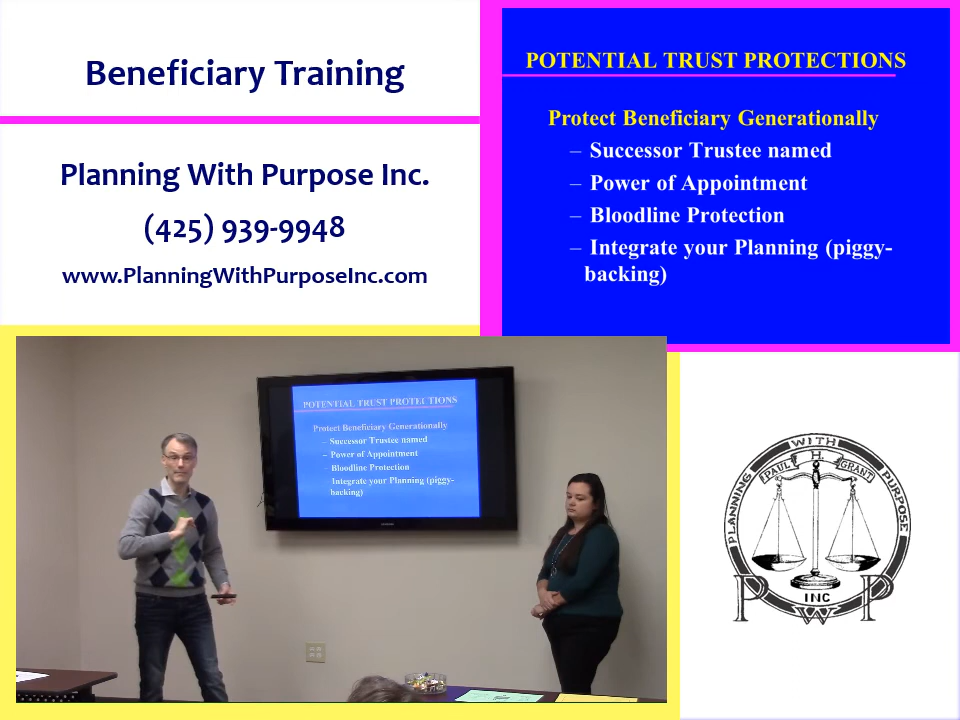 Beneficiary Training
Planning With Purpose Inc.
(425) 939-9948
www.PlanningWithPurposeInc.com
POTENTIAL TRUST PROTECTIONS
Protect Beneficiary Generationally
– Successor Trustee named
– Power of Appointment
– Bloodline Protection
– Integrate your Planning (piggy-
backing)
POTENTIAL TRUST PROTECTIONS
Protect Beneficiary Generationally
– Successor Trustee named
– Power of Appointment
– Bloodline Protection
Integrate your Planning (piggy-
backing)
PLANNING WITH PURPOSE
PAUL H. GRANT
INC
PWP